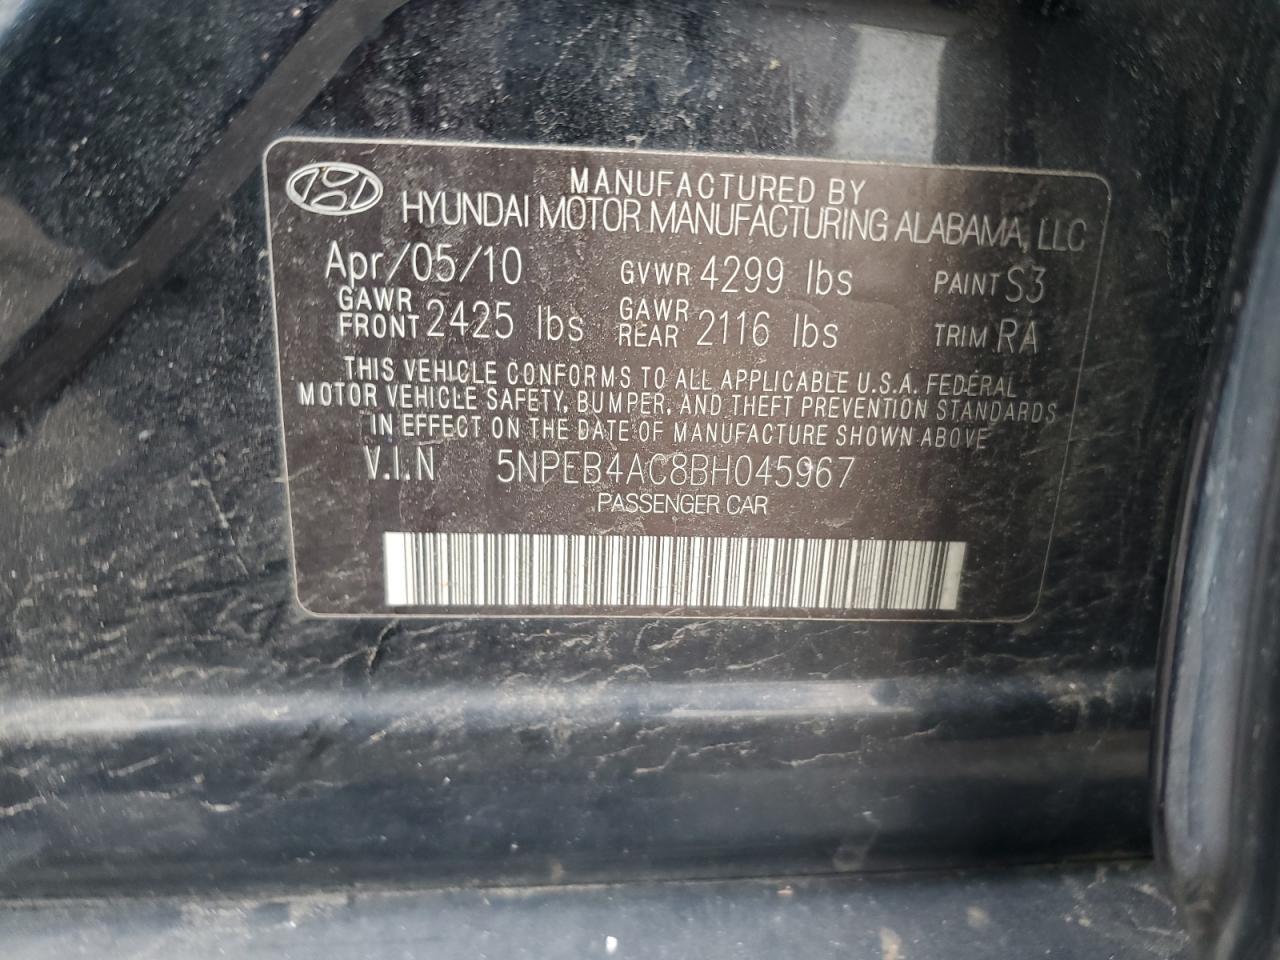 MANUFACTURED BY
HYUNDAI MOTOR MANUFACTURING ALABAMA, LLC
Apr/05/10 GVWR 4299 lbs PAINT S3
GAWR FRONT 2425 lbs GAWR REAR 2116 lbs TRIM RA
THIS VEHICLE CONFORMS TO ALL APPLICABLE U.S.A. FEDERAL
MOTOR VEHICLE SAFETY, BUMPER, AND THEFT PREVENTION STANDARDS
IN EFFECT ON THE DATE OF MANUFACTURE SHOWN ABOVE
V.I.N 5NPEB4AC8BH045967
PASSENGER CAR